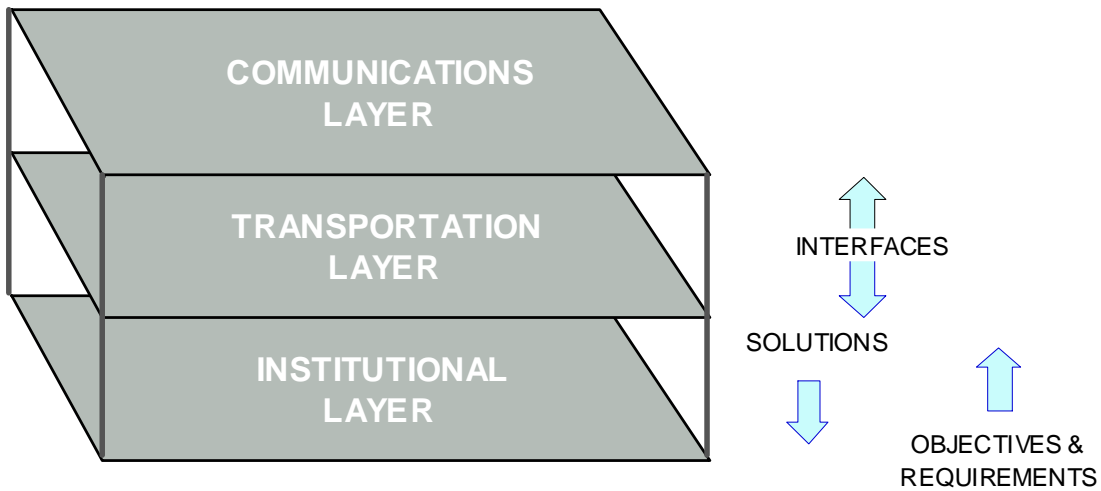 COMMUNICATIONS
LAYER
TRANSPORTATION
LAYER
INTERFACES
SOLUTIONS
INSTITUTIONAL
LAYER
OBJECTIVES &
REQUIREMENTS